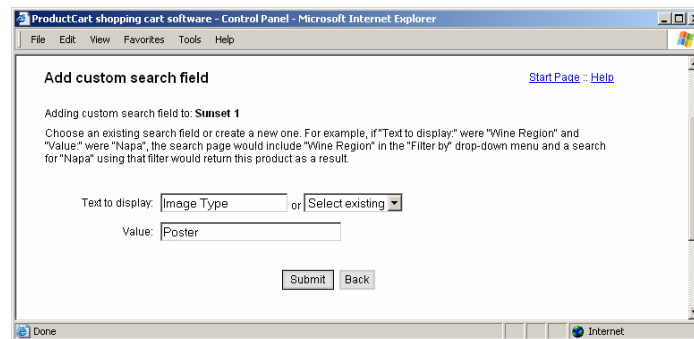 ProductCart shopping cart software - Control Panel - Microsoft Internet Explorer
File Edit View Favorites Tools Help
Add custom search field
Start Page :: Help
Adding custom search field to: Sunset 1
Choose an existing search field or create a new one. For example, if "Text to display:" were "Wine Region" and
"Value:" were "Napa", the search page would include "Wine Region" in the "Filter by" drop-down menu and a search
for "Napa" using that filter would return this product as a result.
Text to display: Image Type or Select existing
Value: Poster
Submit Back
Done Internet